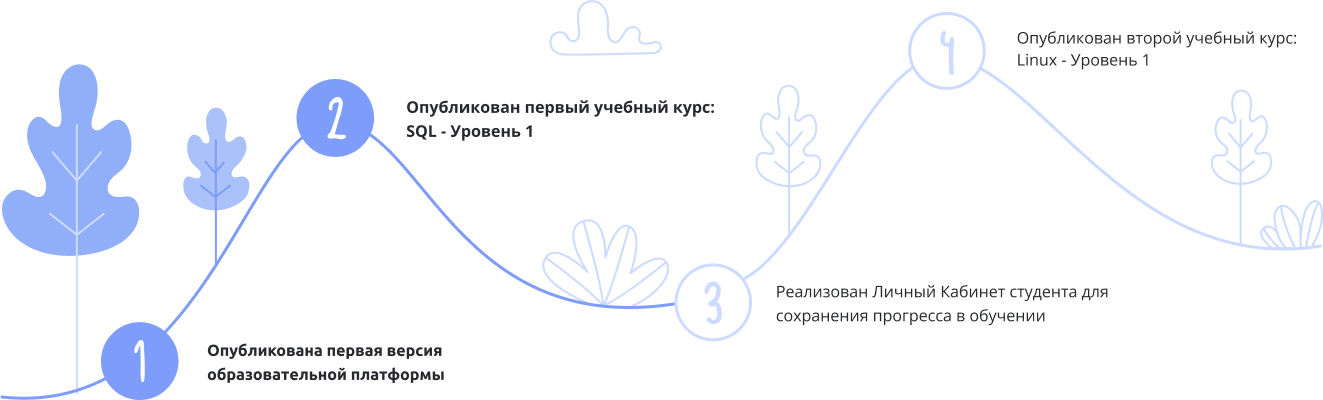 1
Опубликована первая версия
образовательной платформы
2
Опубликован первый учебный курс:
SQL - Уровень 1
3
Реализован Личный Кабинет студента для
сохранения прогресса в обучении
4
Опубликован второй учебный курс:
Linux - Уровень 1